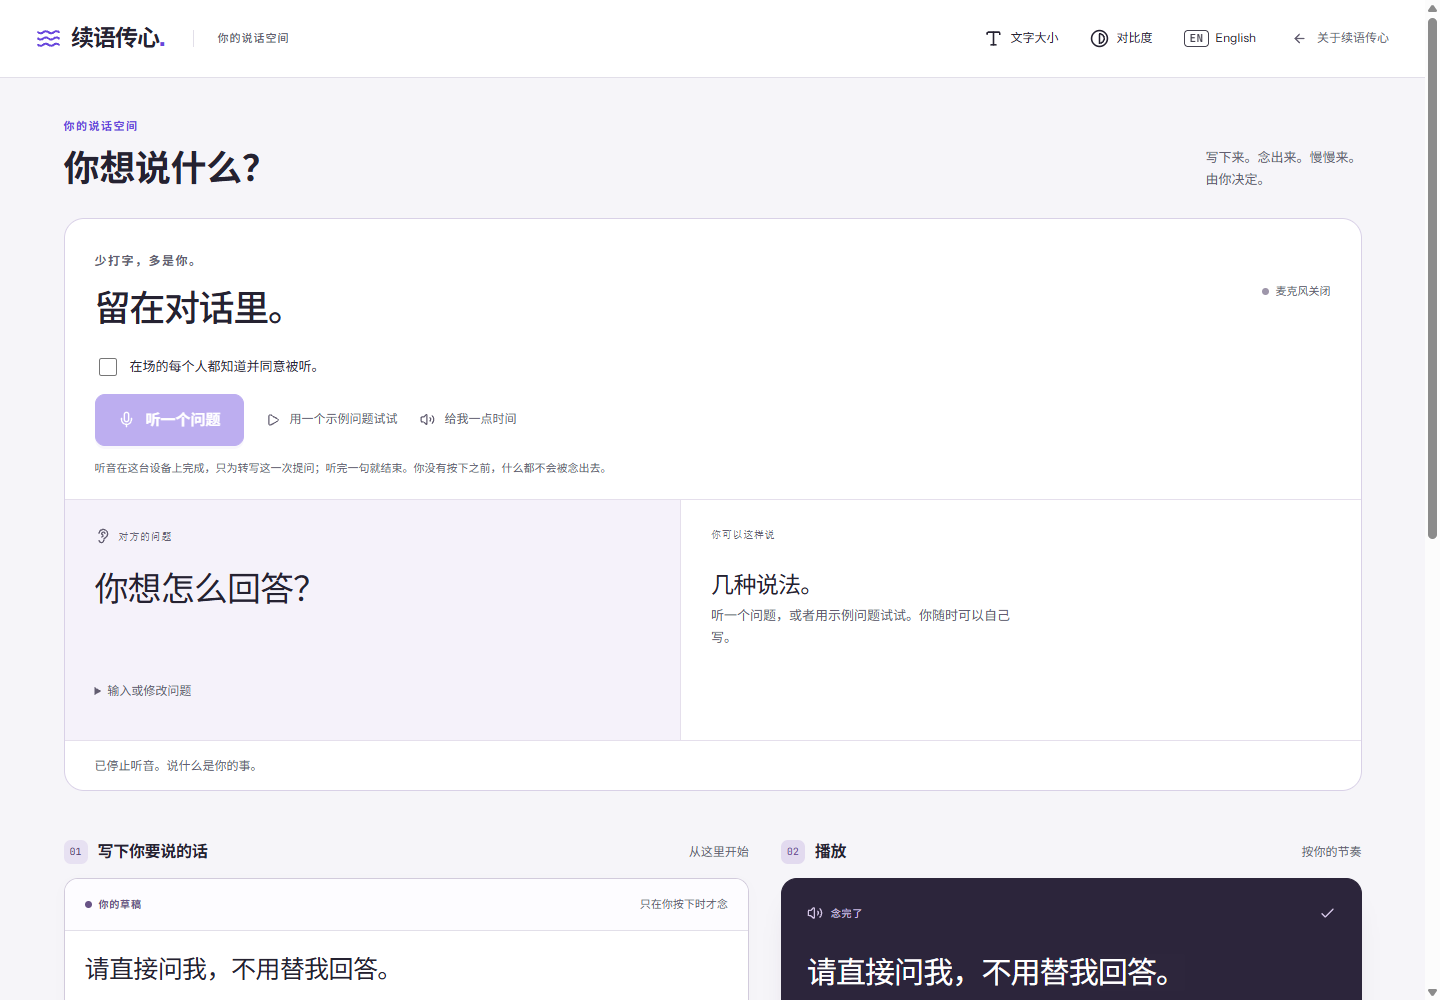 续语传心.
你的说话空间
文字大小
对比度
EN English
关于续语传心
你的说话空间
你想说什么？
写下来。念出来。慢慢来。
由你决定。
少打字，多是你。
留在对话里。
麦克风关闭
在场的每个人都知道并同意被听。
听一个问题
用一个示例问题试试
给我一点时间
听音在这台设备上完成，只为转写这一次提问；听完一句就结束。你没有按下之前，什么都不会被念出去。
对方的问题
你想怎么回答？
输入或修改问题
你可以这样说
几种说法。
听一个问题，或者用示例问题试试。你随时可以自己
写。
已停止听音。说什么是你的事。
01 写下你要说的话
从这里开始
你的草稿
只在你按下时才念
请直接问我，不用替我回答。
02 播放
按你的节奏
念完了
请直接问我，不用替我回答。